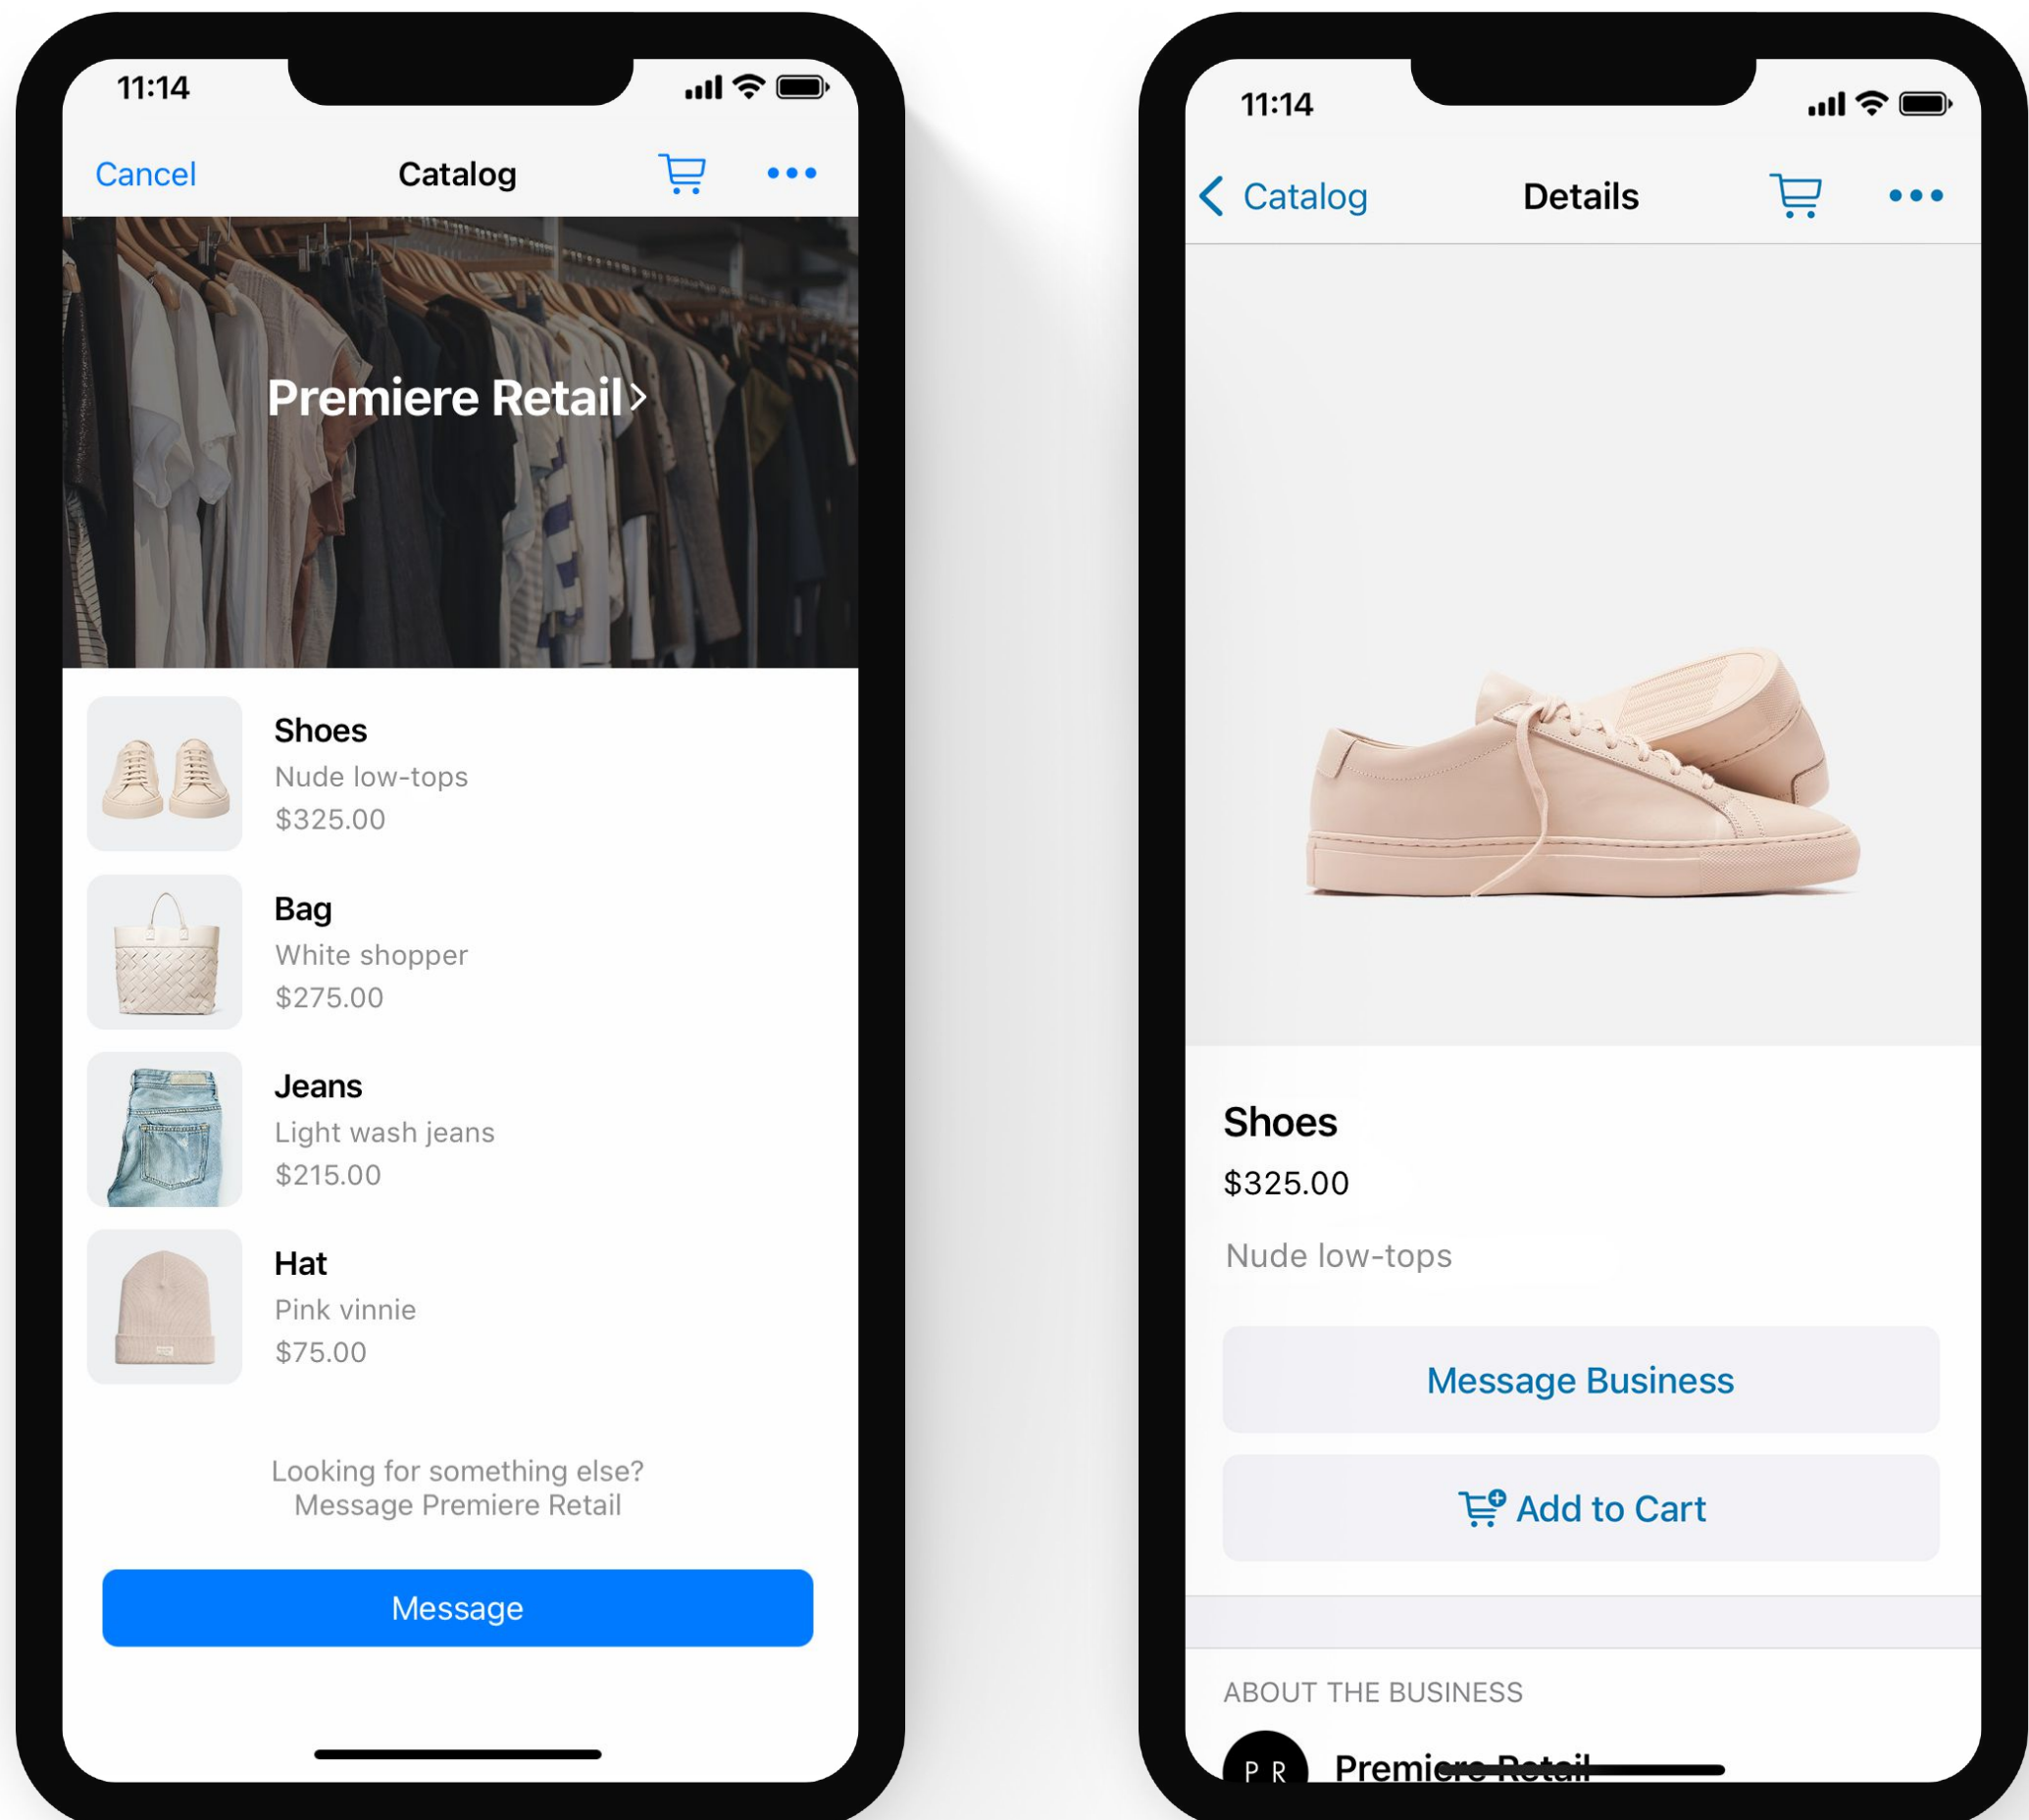 11:14
Cancel
Catalog
Premiere Retail
Shoes
Nude low-tops
$325.00
Bag
White shopper
$275.00
Jeans
Light wash jeans
$215.00
Hat
Pink vinnie
$75.00
Looking for something else?
Message Premiere Retail
Message
11:14
Catalog
Details
Shoes
$325.00
Nude low-tops
Message Business
Add to Cart
ABOUT THE BUSINESS
P R
Premiere Retail